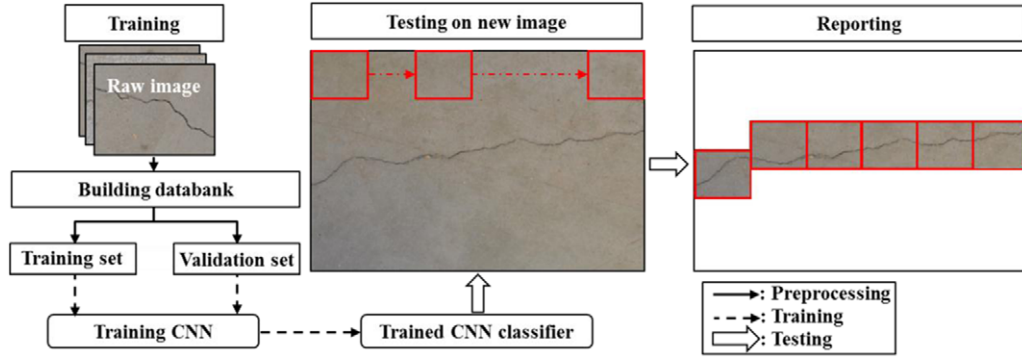 Training
Raw image
Building databank
Training set
Validation set
Training CNN
Trained CNN classifier
Testing on new image
Reporting
: Preprocessing
: Training
: Testing